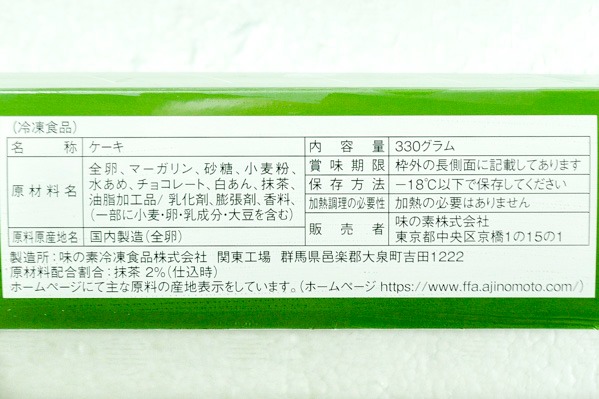 (冷凍食品)
名称 ケーキ
原材料名 全卵、マーガリン、砂糖、小麦粉、
水あめ、チョコレート、白あん、抹茶、
油脂加工品/乳化剤、膨張剤、香料、
(一部に小麦・卵・乳成分・大豆を含む)
原料原産地名 国内製造(全卵)
内容量 330グラム
賞味期限 枠外の長側面に記載してあります
保存方法 −18℃以下で保存してください
加熱調理の必要性 加熱の必要はありません
販売者 味の素株式会社
東京都中央区京橋1の15の1
製造所:味の素冷凍食品株式会社 関東工場 群馬県邑楽郡大泉町吉田1222
原材料配合割合:抹茶 2%(仕込時)
ホームページにて主な原料の産地表示をしています。(ホームページ https://www.ffa.ajinomoto.com/)